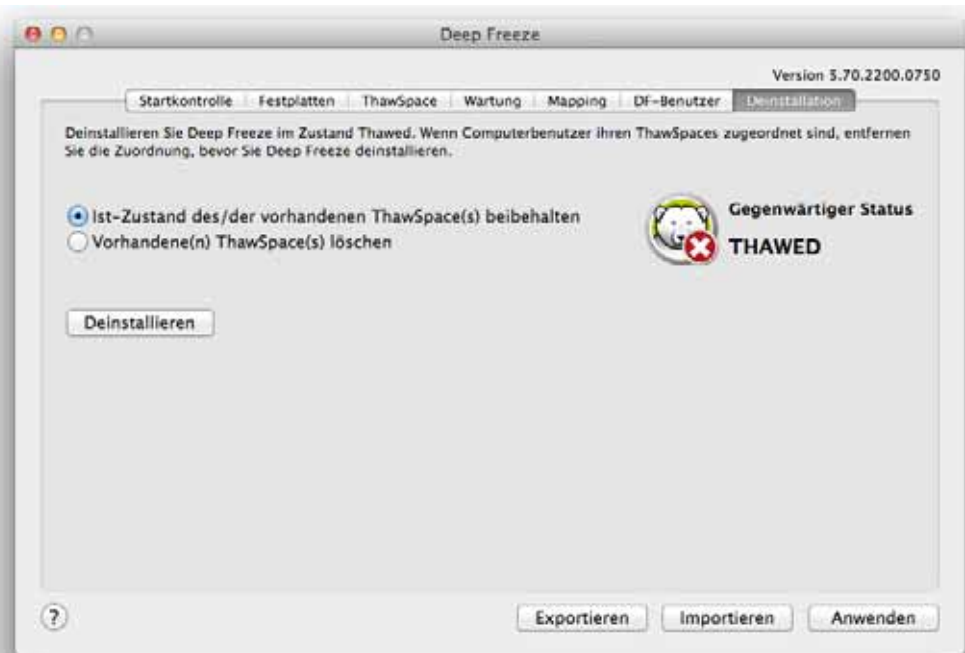 Deep Freeze
Version 5.70.2200.0750
Startkontrolle Festplatten ThawSpace Wartung Mapping DF-Benutzer Deinstallation
Deinstallieren Sie Deep Freeze im Zustand Thawed. Wenn Computerbenutzer ihren ThawSpaces zugeordnet sind, entfernen
Sie die Zuordnung, bevor Sie Deep Freeze deinstallieren.
Ist-Zustand des/der vorhandenen ThawSpace(s) beibehalten
Vorhandene(n) ThawSpace(s) löschen
Gegenwärtiger Status
THAWED
Deinstallieren
? Exportieren Importieren Anwenden